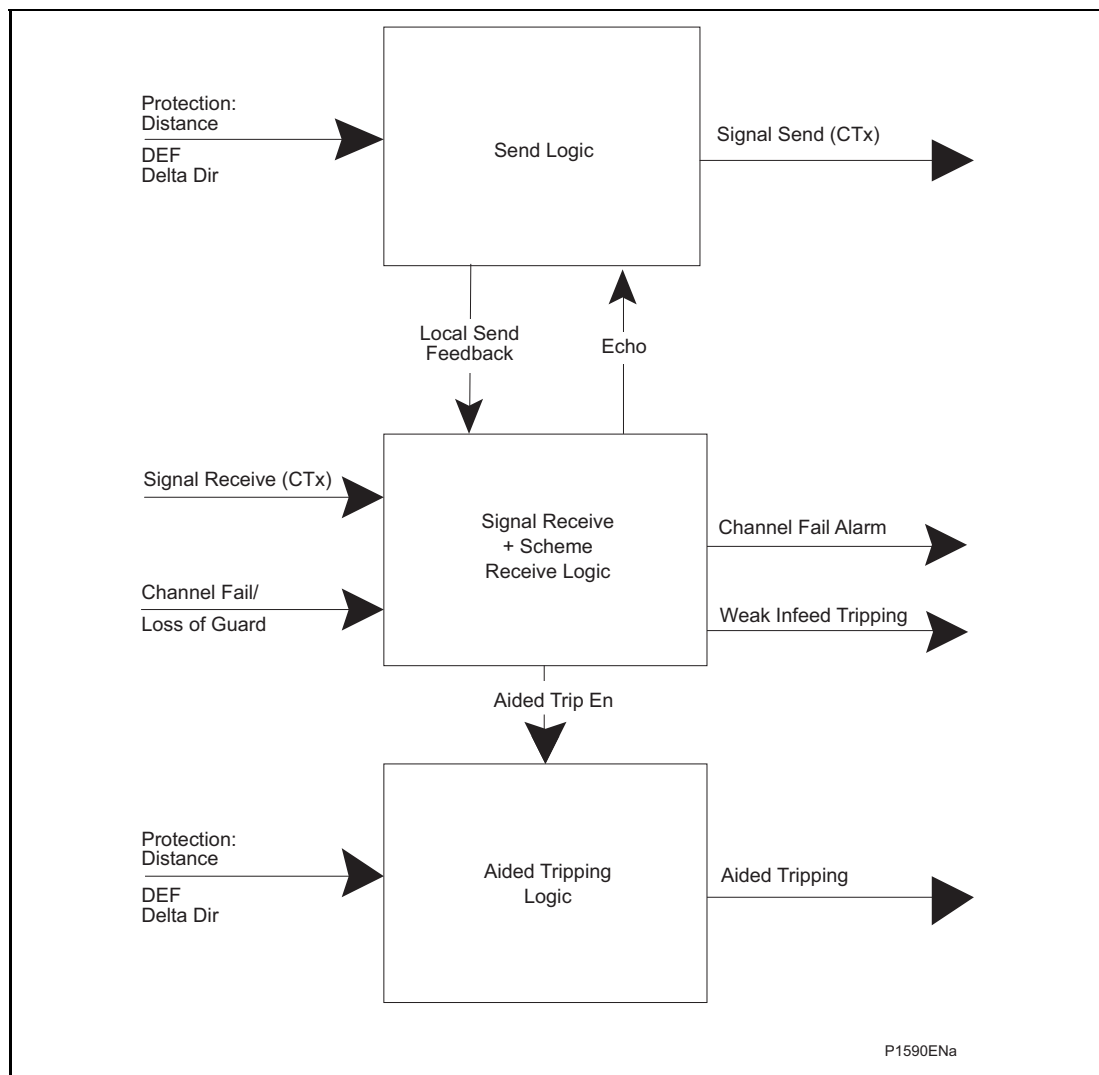 Protection:
Distance
DEF
Delta Dir
Send Logic
Signal Send (CTx)
Local Send
Feedback
Echo
Signal Receive (CTx)
Channel Fail/
Loss of Guard
Signal Receive
+ Scheme
Receive Logic
Channel Fail Alarm
Weak Infeed Tripping
Aided Trip En
Protection:
Distance
DEF
Delta Dir
Aided Tripping
Logic
Aided Tripping
P1590ENa